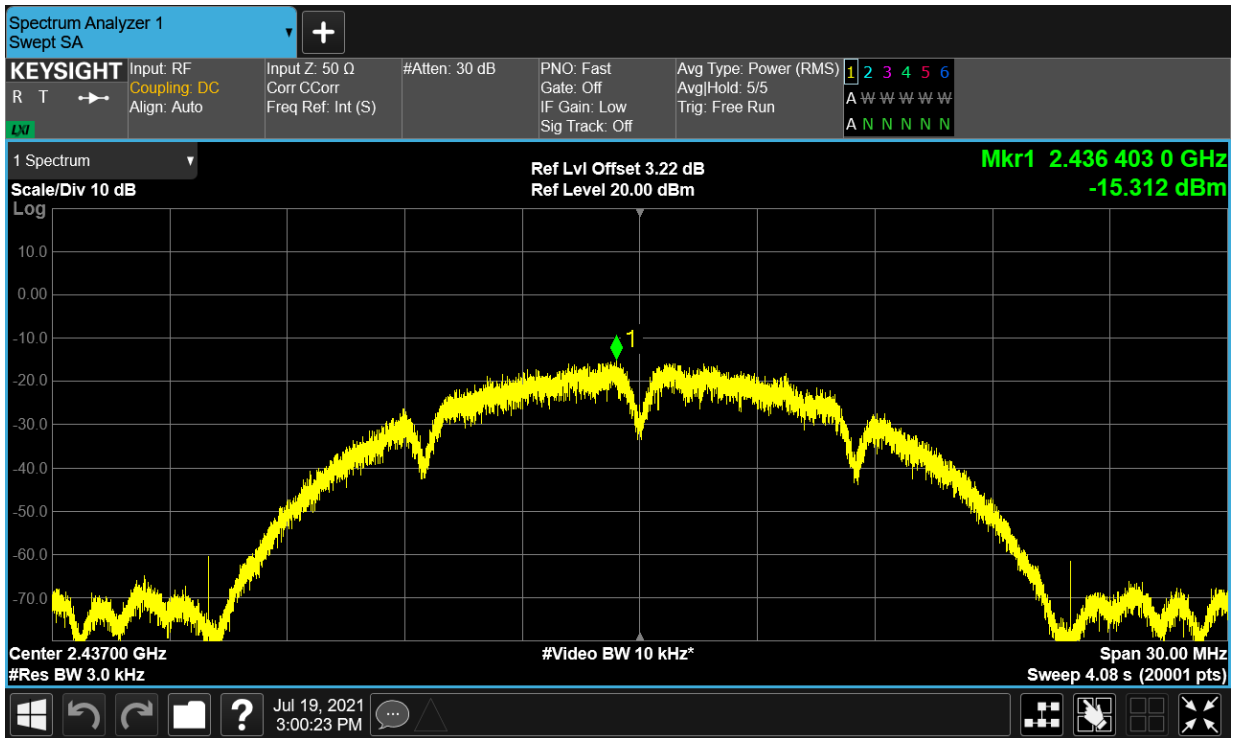 Spectrum Analyzer 1
Swept SA
+
KEYSIGHT
R T
LXI
Input: RF
Coupling: DC
Align: Auto
Input Z: 50 Ω
Corr CCorr
Freq Ref: Int (S)
#Atten: 30 dB
PNO: Fast
Gate: Off
IF Gain: Low
Sig Track: Off
Avg Type: Power (RMS)
Avg|Hold: 5/5
Trig: Free Run
1 2 3 4 5 6
A W W W W W
A N N N N N
1 Spectrum
Scale/Div 10 dB
Log
Ref Lvl Offset 3.22 dB
Ref Level 20.00 dBm
Mkr1 2.436 403 0 GHz
-15.312 dBm
10.0
0.00
-10.0
-20.0
-30.0
-40.0
-50.0
-60.0
-70.0
1
Center 2.43700 GHz
#Res BW 3.0 kHz
#Video BW 10 kHz*
Span 30.00 MHz
Sweep 4.08 s (20001 pts)
?
Jul 19, 2021
3:00:23 PM